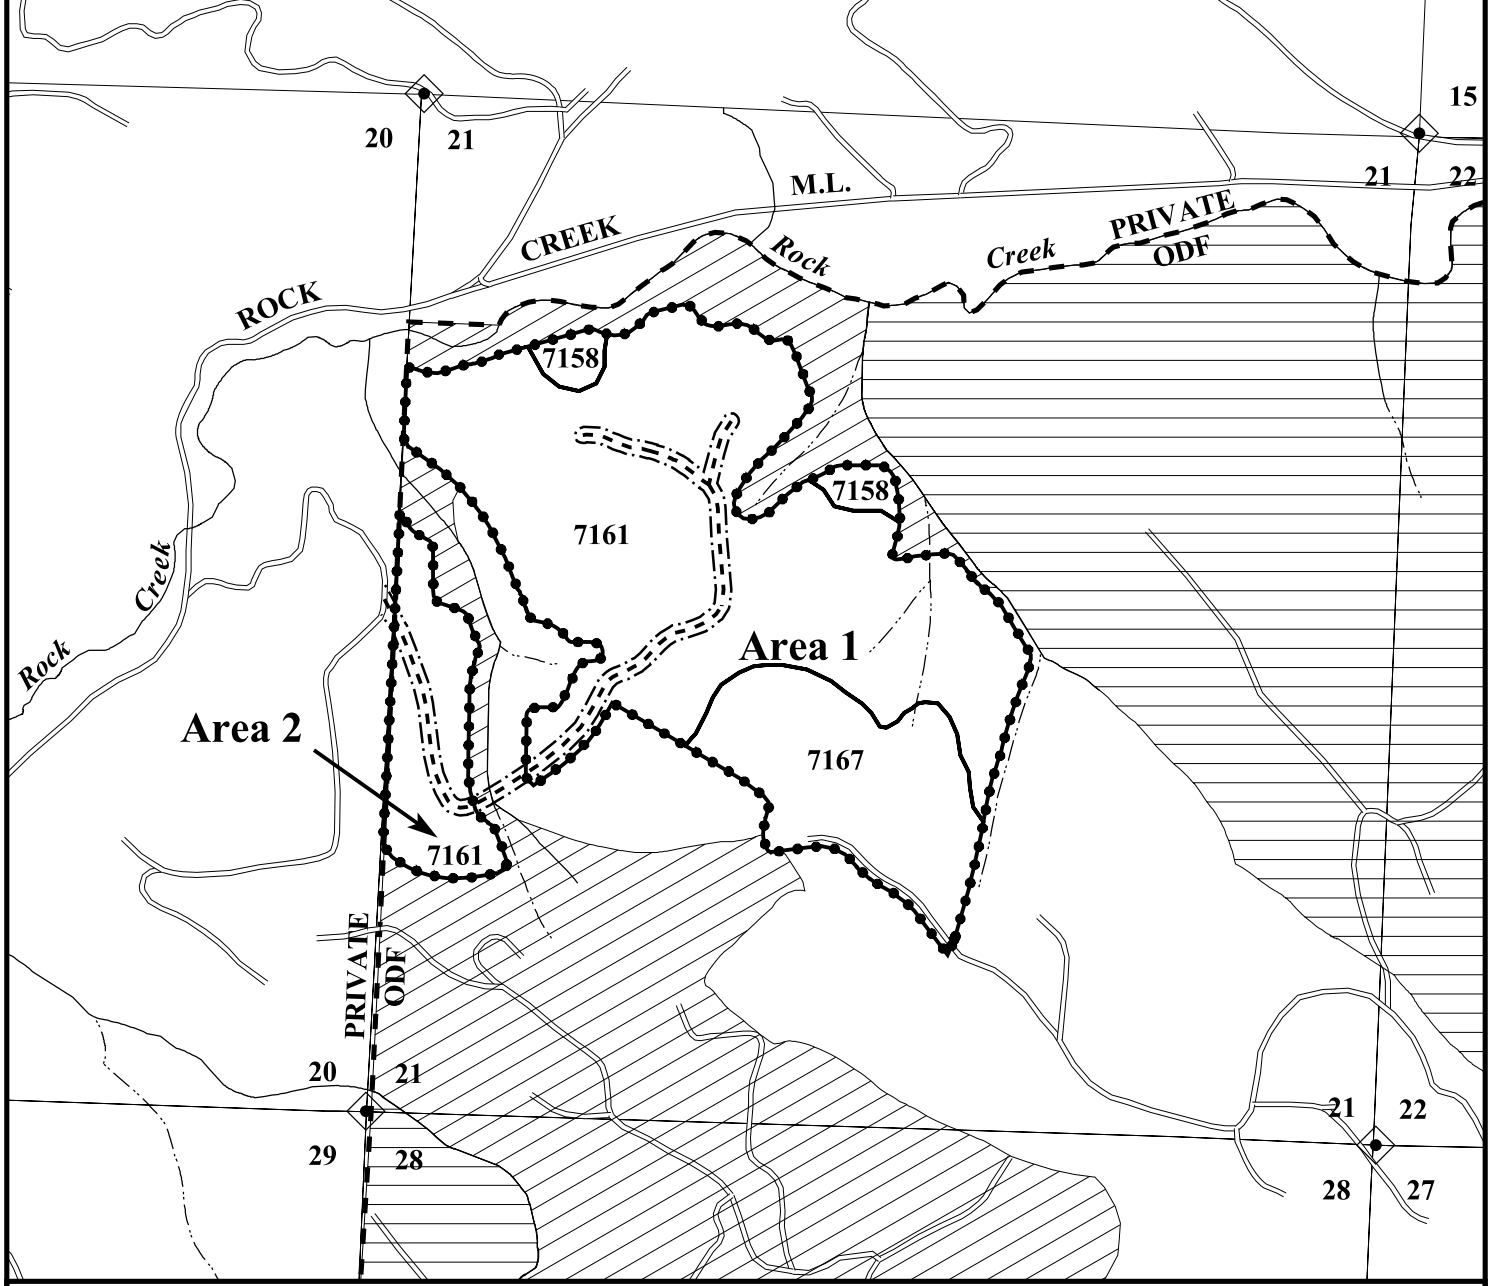 15
20 21
21 22
M.L.
CREEK
PRIVATE
ODF
Rock
Creek
ROCK
7158
7158
7161
Creek
Rock
Area 1
Area 2
7167
7161
PRIVATE
ODF
20 21
21 22
29 28
28 27